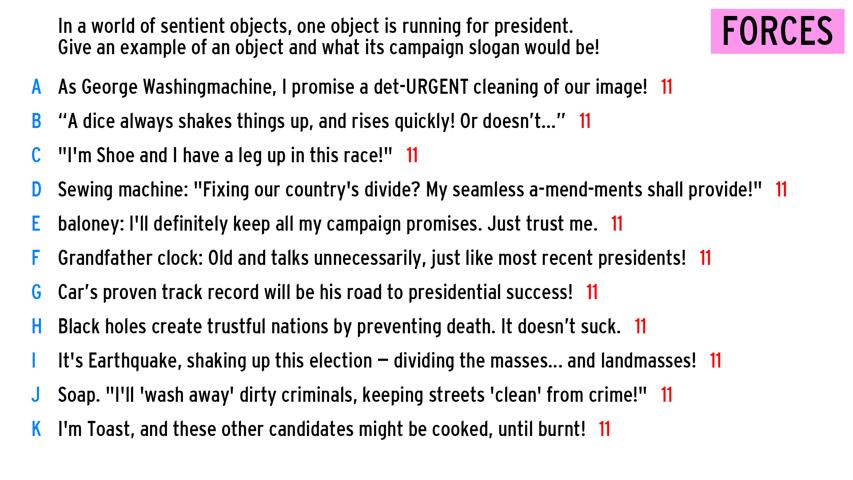 In a world of sentient objects, one object is running for president.
Give an example of an object and what its campaign slogan would be!
FORCES
A As George Washingmachine, I promise a det-URGENT cleaning of our image! 11
B “A dice always shakes things up, and rises quickly! Or doesn’t...” 11
C "I'm Shoe and I have a leg up in this race!" 11
D Sewing machine: "Fixing our country's divide? My seamless a-mend-ments shall provide!" 11
E baloney: I'll definitely keep all my campaign promises. Just trust me. 11
F Grandfather clock: Old and talks unnecessarily, just like most recent presidents! 11
G Car’s proven track record will be his road to presidential success! 11
H Black holes create trustful nations by preventing death. It doesn’t suck. 11
I It's Earthquake, shaking up this election – dividing the masses... and landmasses! 11
J Soap. "I'll 'wash away' dirty criminals, keeping streets 'clean' from crime!" 11
K I'm Toast, and these other candidates might be cooked, until burnt! 11